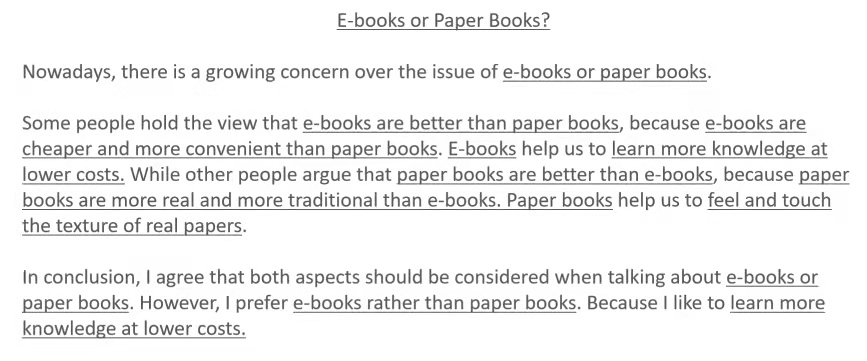 E-books or Paper Books?
Nowadays, there is a growing concern over the issue of e-books or paper books.
Some people hold the view that e-books are better than paper books, because e-books are
cheaper and more convenient than paper books. E-books help us to learn more knowledge at
lower costs. While other people argue that paper books are better than e-books, because paper
books are more real and more traditional than e-books. Paper books help us to feel and touch
the texture of real papers.
In conclusion, I agree that both aspects should be considered when talking about e-books or
paper books. However, I prefer e-books rather than paper books. Because I like to learn more
knowledge at lower costs.